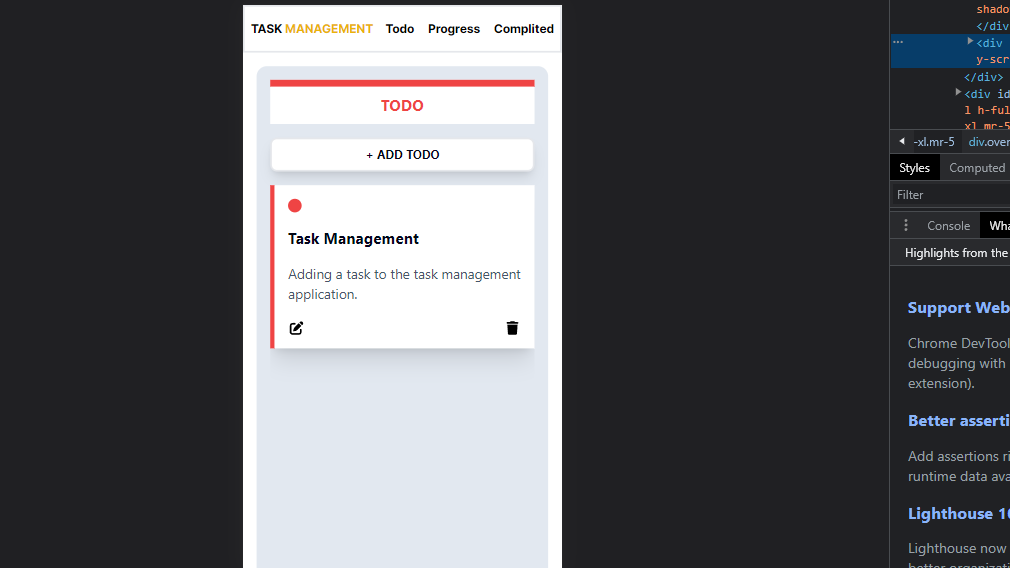 TASK MANAGEMENT Todo Progress Complited
TODO
+ ADD TODO
Task Management
Adding a task to the task management
application.
shado
</div>
<div
y-scr
</div>
<div id
l h-ful
xl mr-5
-xl.mr-5 div.over
Styles Computed
Filter
Console Wha
Highlights from the
Support Web
Chrome DevTool
debugging with
extension).
Better asserti
Add assertions ri
runtime data ava
Lighthouse 10
Lighthouse now
better organizati